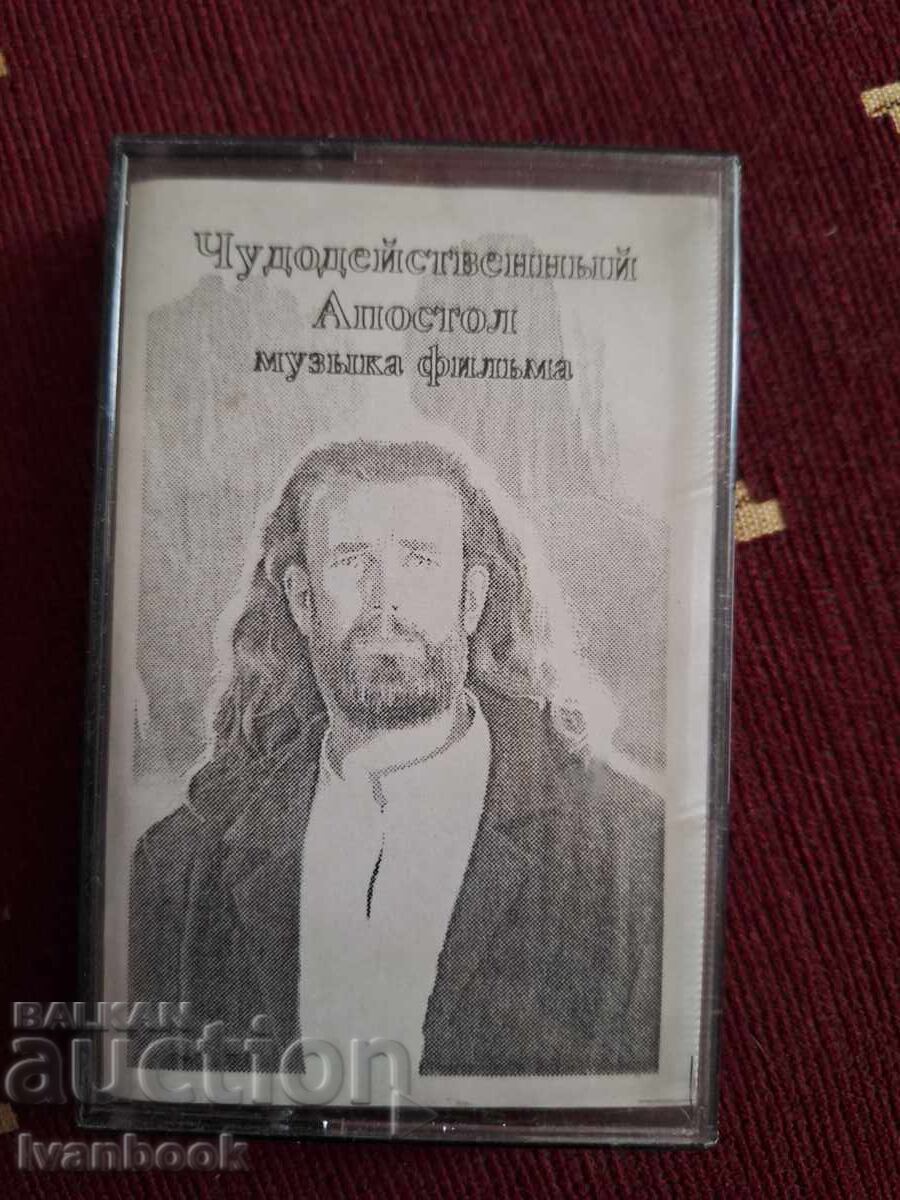 Чудодейственный
Апостол
музыка фильма
BALKAN
auction
Ivanbook